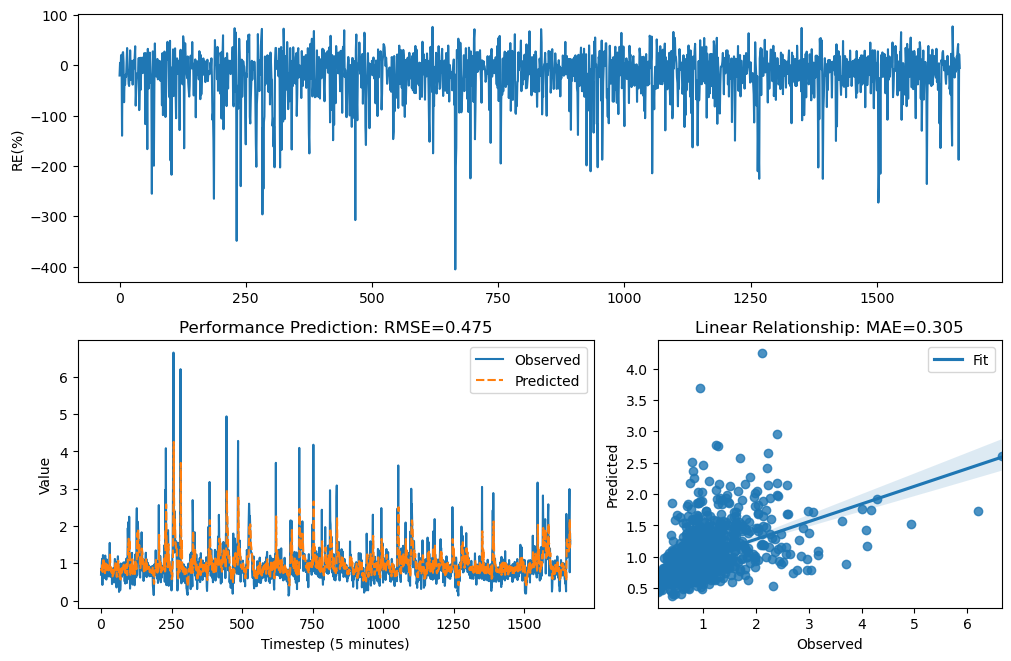 100
0
−100
−200
−300
−400
RE(%)
0 250 500 750 1000 1250 1500
Performance Prediction: RMSE=0.475
Observed
Predicted
6
5
4
3
2
1
0
Value
0 250 500 750 1000 1250 1500
Timestep (5 minutes)
Linear Relationship: MAE=0.305
Fit
4.0
3.5
3.0
2.5
2.0
1.5
1.0
0.5
Predicted
1 2 3 4 5 6
Observed